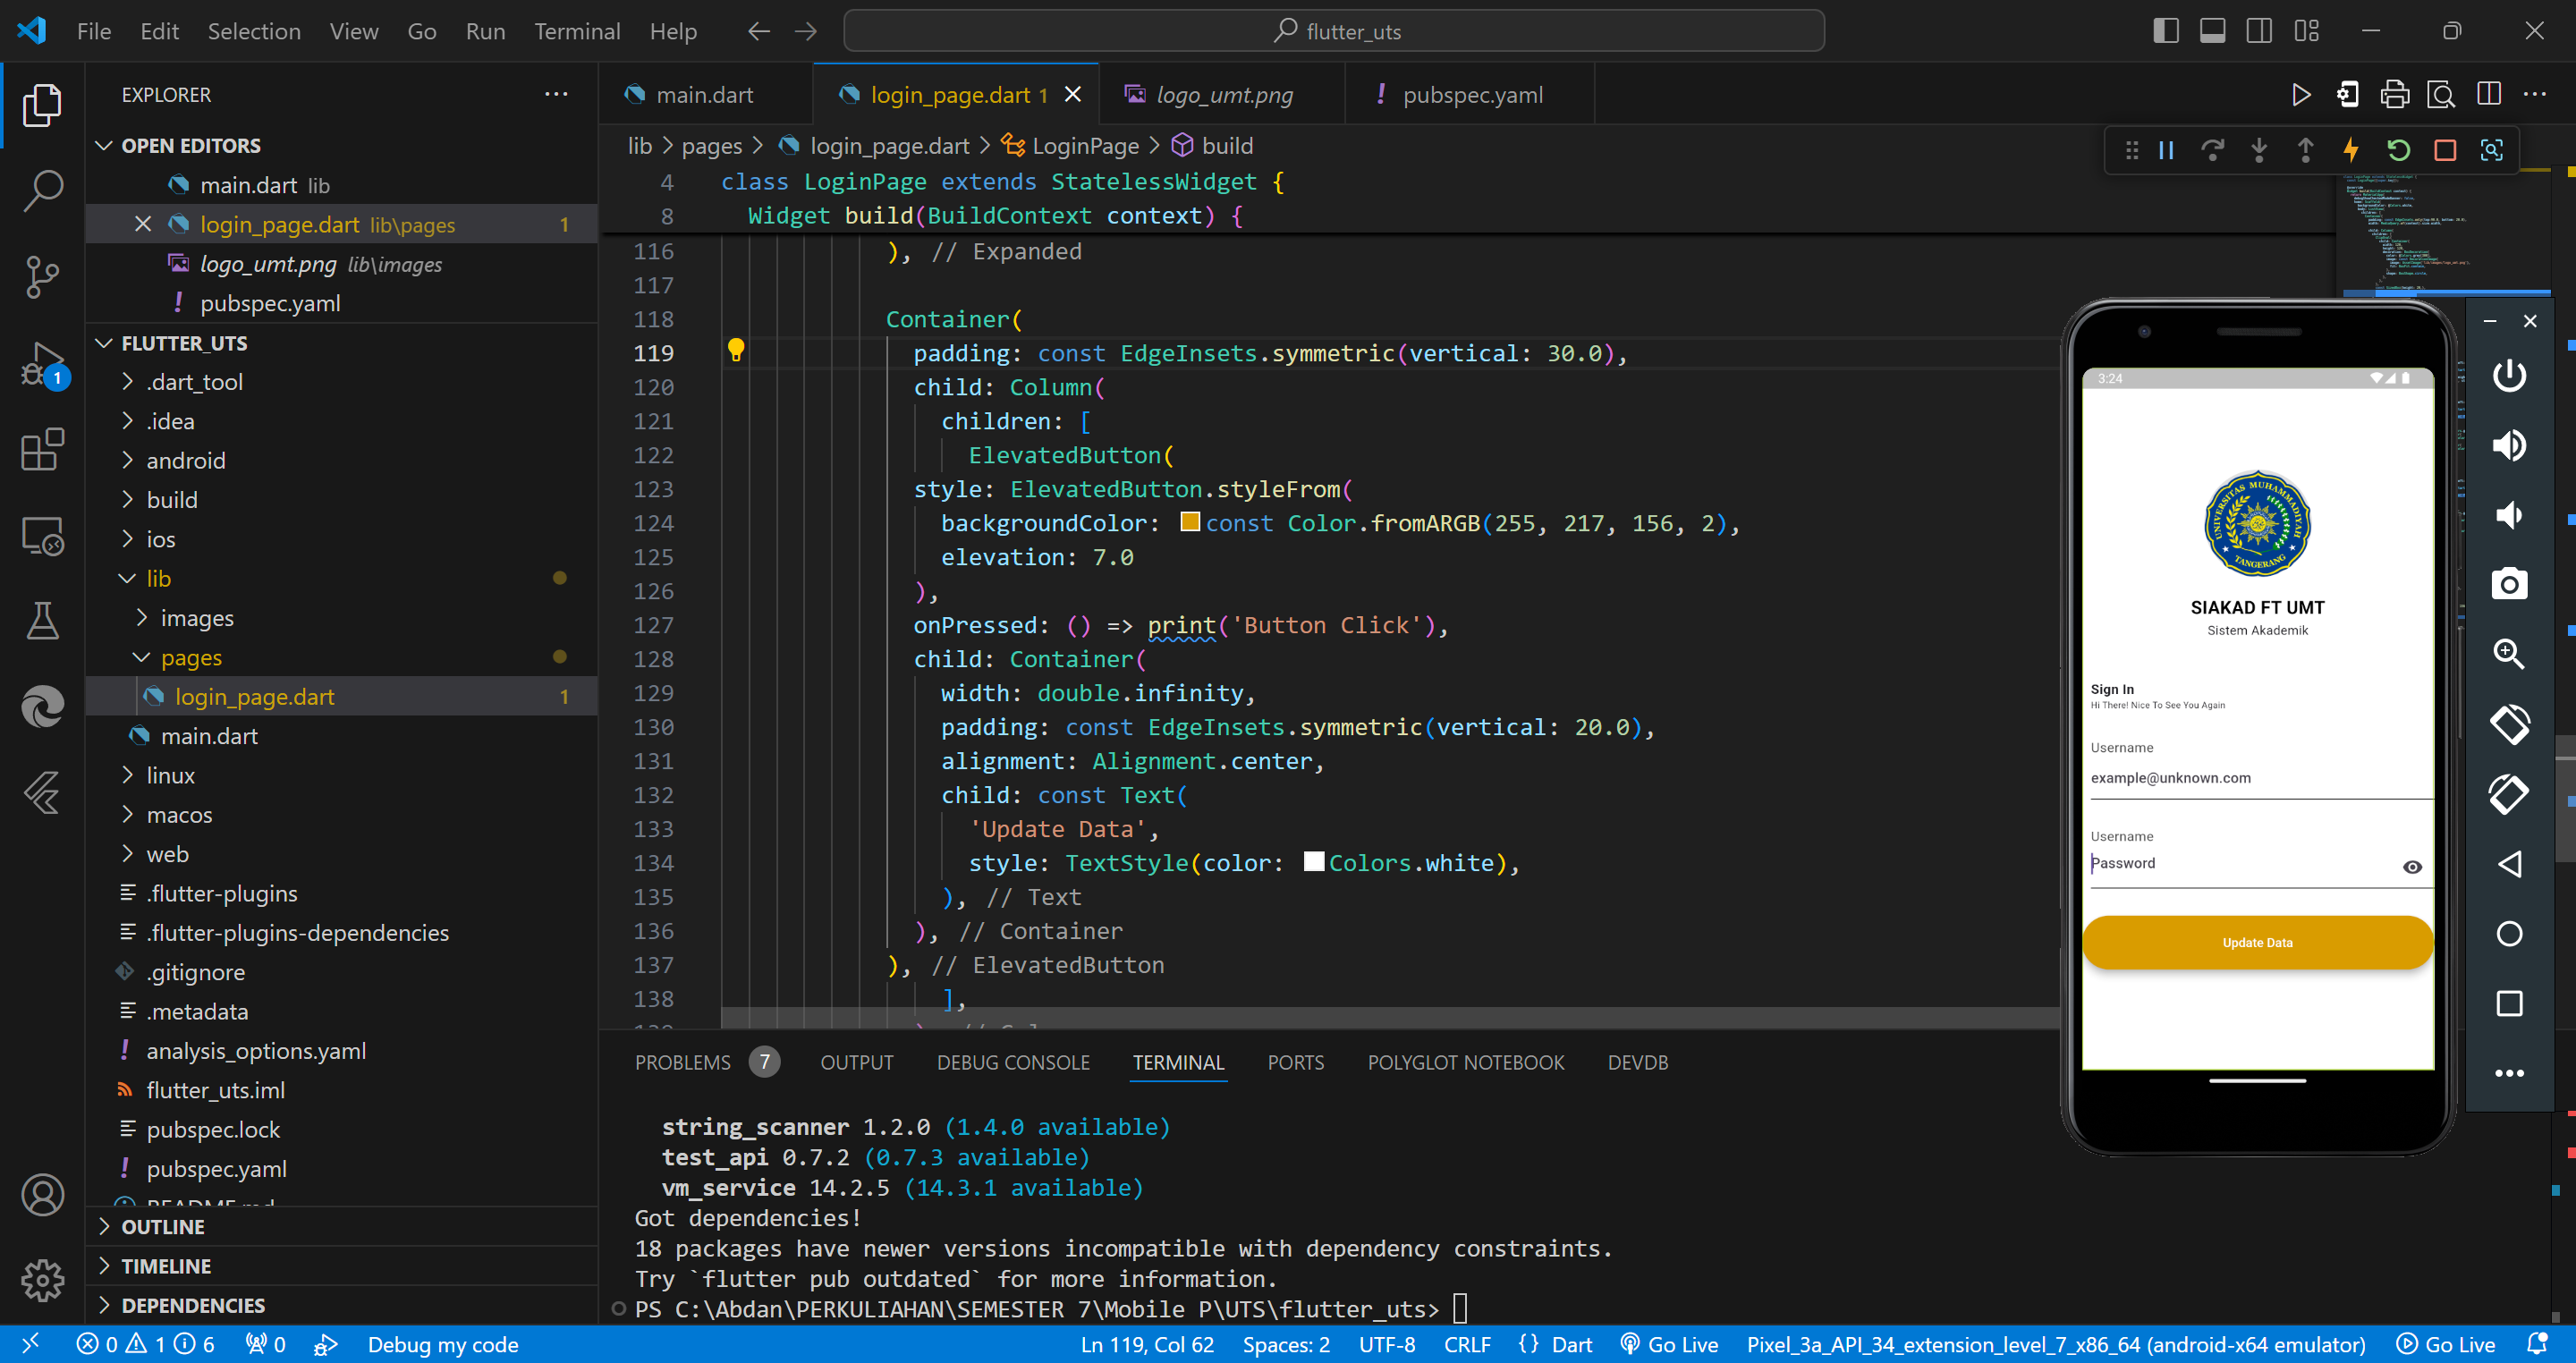 File Edit Selection View Go Run Terminal Help
flutter_uts
EXPLORER
OPEN EDITORS
main.dart lib
login_page.dart lib\pages 1
logo_umt.png lib\images
pubspec.yaml
FLUTTER_UTS
.dart_tool
.idea
android
build
ios
lib
images
pages
login_page.dart 1
main.dart
linux
macos
web
.flutter-plugins
.flutter-plugins-dependencies
.gitignore
.metadata
analysis_options.yaml
flutter_uts.iml
pubspec.lock
pubspec.yaml
README.md
OUTLINE
TIMELINE
DEPENDENCIES
1
main.dart
login_page.dart 1
logo_umt.png
pubspec.yaml
lib > pages > login_page.dart > LoginPage > build
4 class LoginPage extends StatelessWidget {
8 Widget build(BuildContext context) {
116 ), // Expanded
117
118 Container(
119 padding: const EdgeInsets.symmetric(vertical: 30.0),
120 child: Column(
121 children: [
122 ElevatedButton(
123 style: ElevatedButton.styleFrom(
124 backgroundColor: const Color.fromARGB(255, 217, 156, 2),
125 elevation: 7.0
126 ),
127 onPressed: () => print('Button Click'),
128 child: Container(
129 width: double.infinity,
130 padding: const EdgeInsets.symmetric(vertical: 20.0),
131 alignment: Alignment.center,
132 child: const Text(
133 'Update Data',
134 style: TextStyle(color: Colors.white),
135 ), // Text
136 ), // Container
137 ), // ElevatedButton
138 ],
PROBLEMS 7 OUTPUT DEBUG CONSOLE TERMINAL PORTS POLYGLOT NOTEBOOK DEVDB
string_scanner 1.2.0 (1.4.0 available)
test_api 0.7.2 (0.7.3 available)
vm_service 14.2.5 (14.3.1 available)
Got dependencies!
18 packages have newer versions incompatible with dependency constraints.
Try `flutter pub outdated` for more information.
PS C:\Abdan\PERKULIAHAN\SEMESTER 7\Mobile P\UTS\flutter_uts>
3:24
UNIVERSITAS MUHAMMADIYAH
TANGERANG
SIAKAD FT UMT
Sistem Akademik
Sign In
Hi There! Nice To See You Again
Username
example@unknown.com
Username
Password
Update Data
0 1 6 0 Debug my code
Ln 119, Col 62 Spaces: 2 UTF-8 CRLF {} Dart Go Live Pixel_3a_API_34_extension_level_7_x86_64 (android-x64 emulator) Go Live